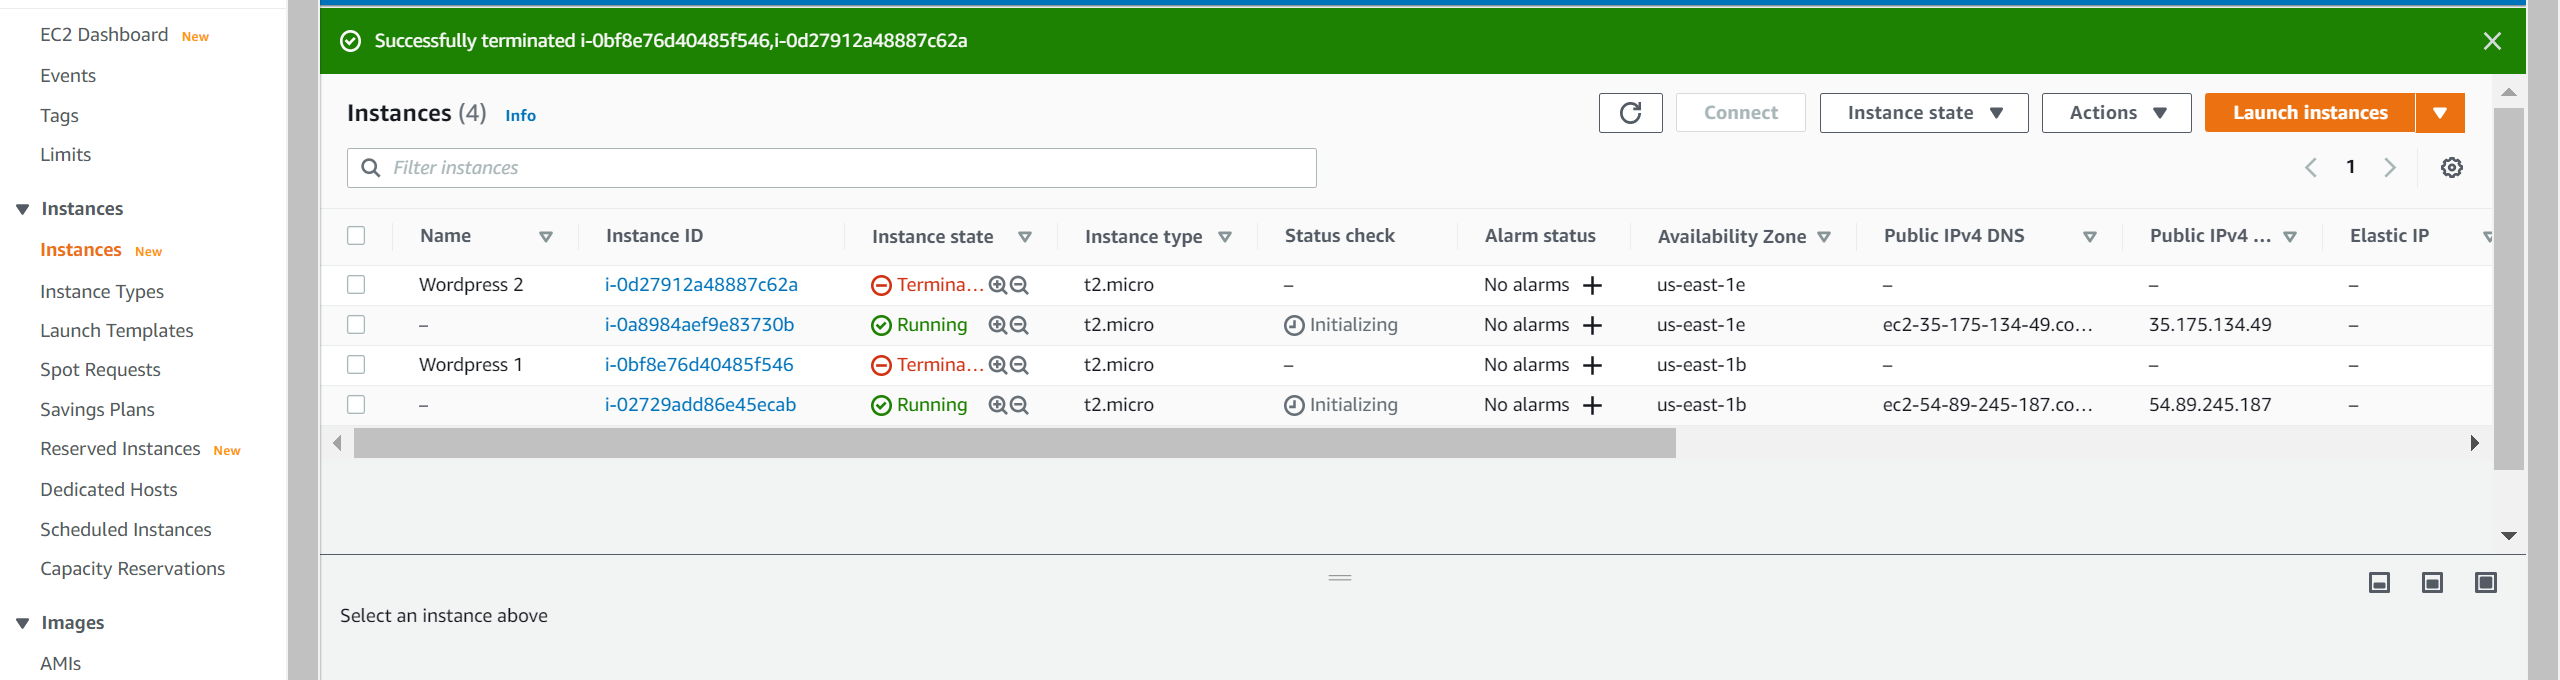 EC2 Dashboard New
Events
Tags
Limits
Instances
Instances New
Instance Types
Launch Templates
Spot Requests
Savings Plans
Reserved Instances New
Dedicated Hosts
Scheduled Instances
Capacity Reservations
Images
AMIs
Successfully terminated i-0bf8e76d40485f546,i-0d27912a48887c62a
Instances (4) Info
Connect Instance state Actions Launch instances
Filter instances
1
Name Instance ID Instance state Instance type Status check Alarm status Availability Zone Public IPv4 DNS Public IPv4 ... Elastic IP
Wordpress 2 i-0d27912a48887c62a Termina... t2.micro – No alarms + us-east-1e – – –
– i-0a8984aef9e83730b Running t2.micro Initializing No alarms + us-east-1e ec2-35-175-134-49.co... 35.175.134.49 –
Wordpress 1 i-0bf8e76d40485f546 Termina... t2.micro – No alarms + us-east-1b – – –
– i-02729add86e45ecab Running t2.micro Initializing No alarms + us-east-1b ec2-54-89-245-187.co... 54.89.245.187 –
Select an instance above